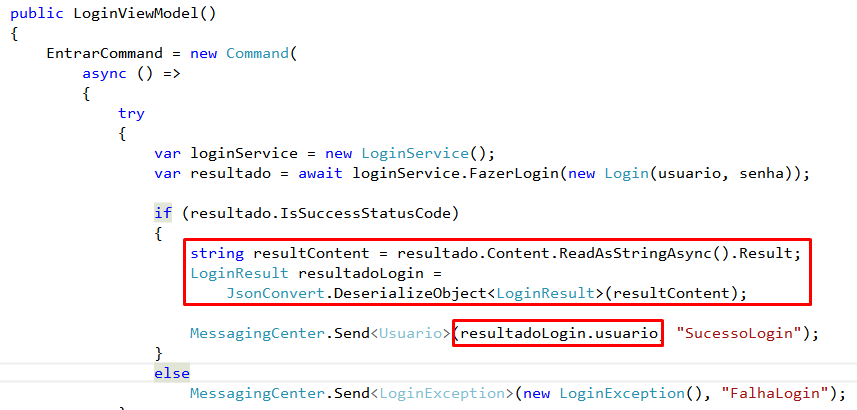 public LoginViewModel()
{
EntrarCommand = new Command(
async () =>
{
try
{
var loginService = new LoginService();
var resultado = await loginService.FazerLogin(new Login(usuario, senha));
if (resultado.IsSuccessStatusCode)
{
string resultContent = resultado.Content.ReadAsStringAsync().Result;
LoginResult resultadoLogin =
JsonConvert.DeserializeObject<LoginResult>(resultContent);
MessagingCenter.Send<Usuario>(resultadoLogin.usuario, "SucessoLogin");
}
else
MessagingCenter.Send<LoginException>(new LoginException(), "FalhaLogin");